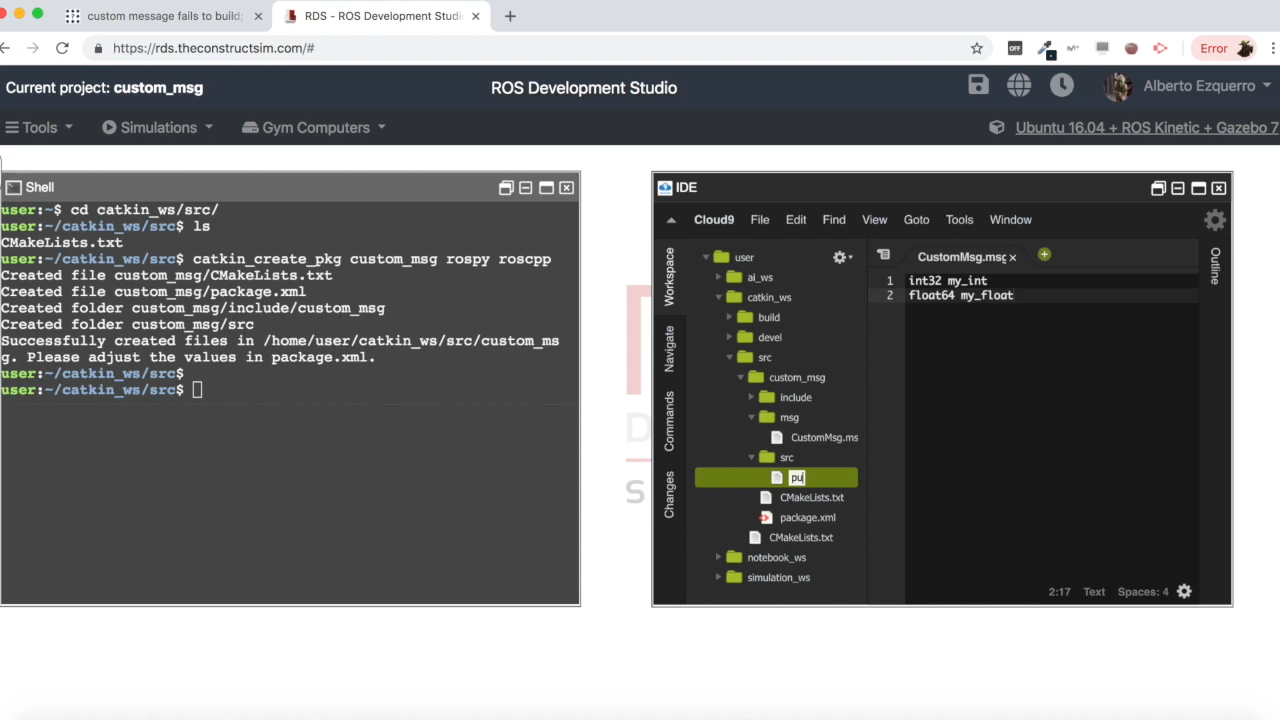 custom message fails to build;
RDS - ROS Development Studi
https://rds.theconstructsim.com/#
OFF
Error
Current project: custom_msg
ROS Development Studio
Alberto Ezquerro
Tools
Simulations
Gym Computers
Ubuntu 16.04 + ROS Kinetic + Gazebo 7
Shell
user:~$ cd catkin_ws/src/
user:~/catkin_ws/src$ ls
CMakeLists.txt
user:~/catkin_ws/src$ catkin_create_pkg custom_msg rospy roscpp
Created file custom_msg/CMakeLists.txt
Created file custom_msg/package.xml
Created folder custom_msg/include/custom_msg
Created folder custom_msg/src
Successfully created files in /home/user/catkin_ws/src/custom_ms
g. Please adjust the values in package.xml.
user:~/catkin_ws/src$
user:~/catkin_ws/src$
D
S
IDE
Cloud9 File Edit Find View Goto Tools Window
Workspace
Navigate
Commands
Changes
user
ai_ws
catkin_ws
build
devel
src
custom_msg
include
msg
CustomMsg.ms
src
pu
CMakeLists.txt
package.xml
CMakeLists.txt
notebook_ws
simulation_ws
CustomMsg.msg
1 int32 my_int
2 float64 my_float
Outline
2:17 Text Spaces: 4